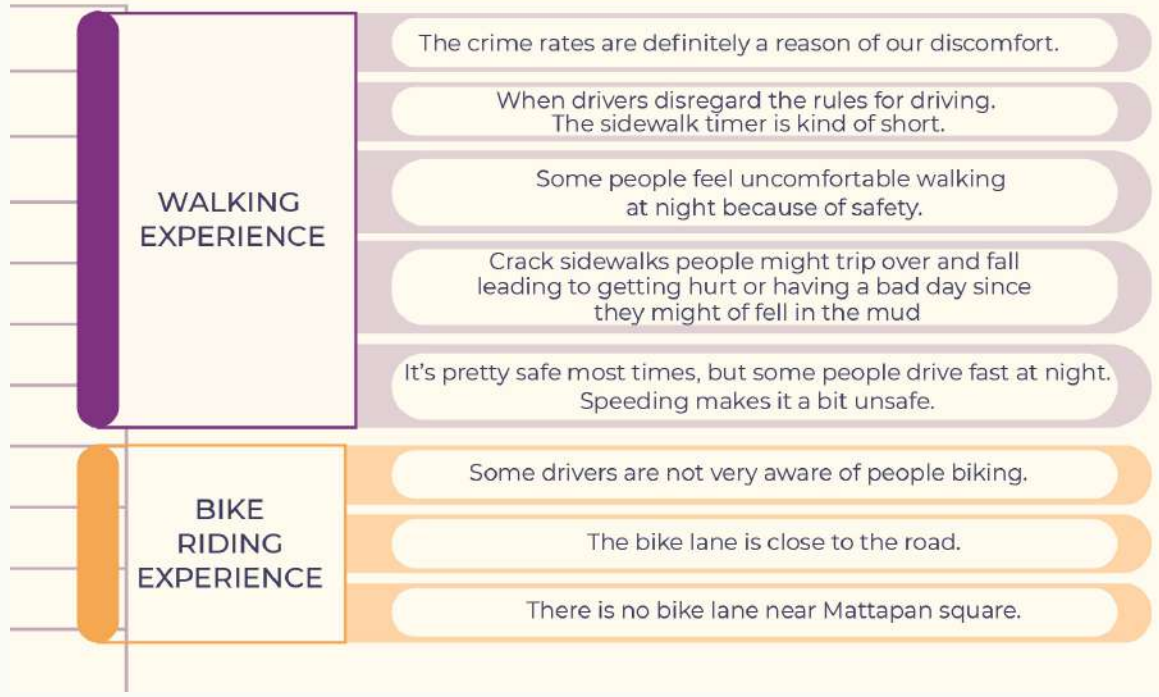 WALKING
EXPERIENCE
The crime rates are definitely a reason of our discomfort.
When drivers disregard the rules for driving.
The sidewalk timer is kind of short.
Some people feel uncomfortable walking
at night because of safety.
Crack sidewalks people might trip over and fall
leading to getting hurt or having a bad day since
they might of fell in the mud
It's pretty safe most times, but some people drive fast at night.
Speeding makes it a bit unsafe.
BIKE
RIDING
EXPERIENCE
Some drivers are not very aware of people biking.
The bike lane is close to the road.
There is no bike lane near Mattapan square.